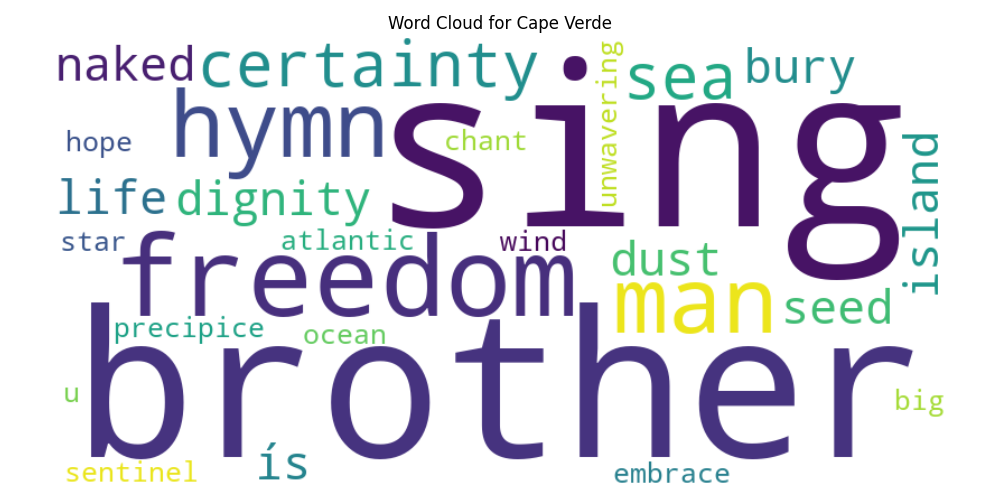 Word Cloud for Cape Verde
naked
certainty
unwavering
sea
bury
hymn
sing
hope
chant
island
life
dignity
star
atlantic
wind
freedom
dust
man
seed
precipice
ocean
brother
u
big
sentinel
ís
embrace